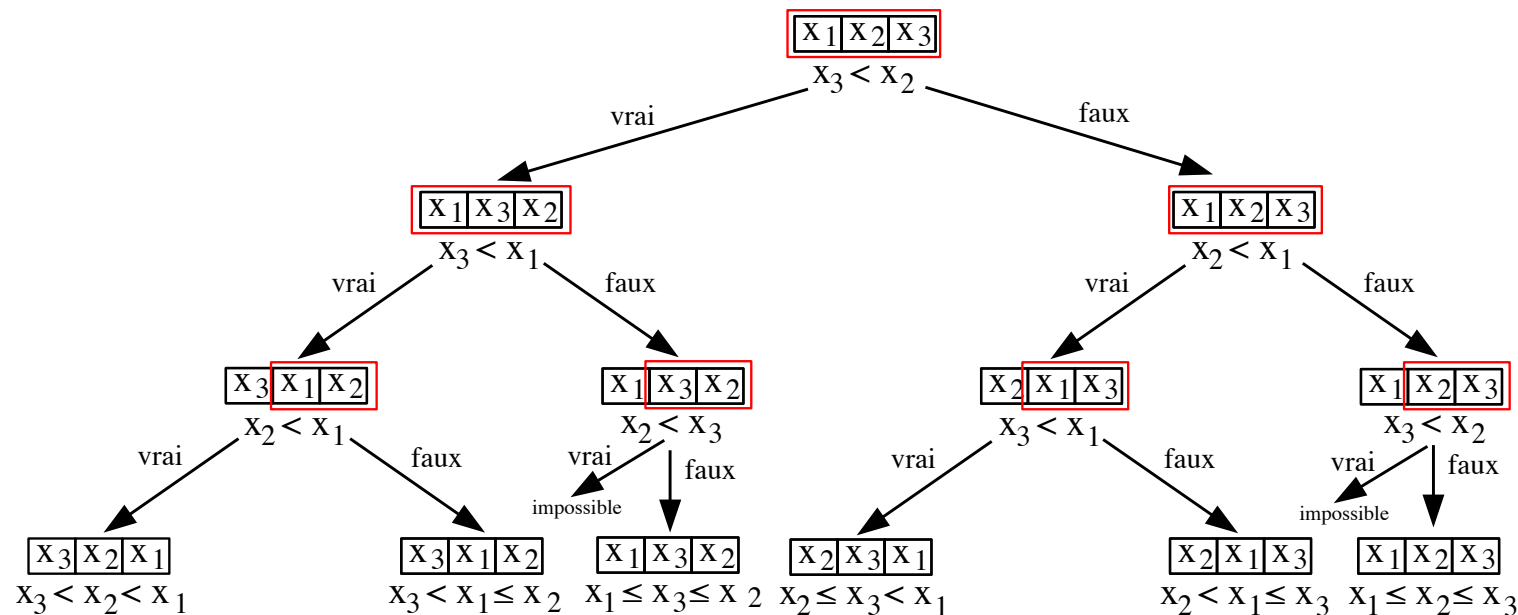 x1 x2 x3
x3 < x2
vrai faux
x1 x3 x2 x1 x2 x3
x3 < x1 x2 < x1
vrai faux vrai faux
x3 x1 x2 x1 x3 x2 x2 x1 x3 x1 x2 x3
x2 < x1 x2 < x3 x3 < x1 x3 < x2
vrai faux vrai faux vrai faux vrai faux
impossible impossible
x3 x2 x1 x3 x1 x2 x1 x3 x2 x2 x3 x1 x2 x1 x3 x1 x2 x3
x3 < x2 < x1 x3 < x1 ≤ x2 x1 ≤ x3 ≤ x2 x2 ≤ x3 < x1 x2 < x1 ≤ x3 x1 ≤ x2 ≤ x3